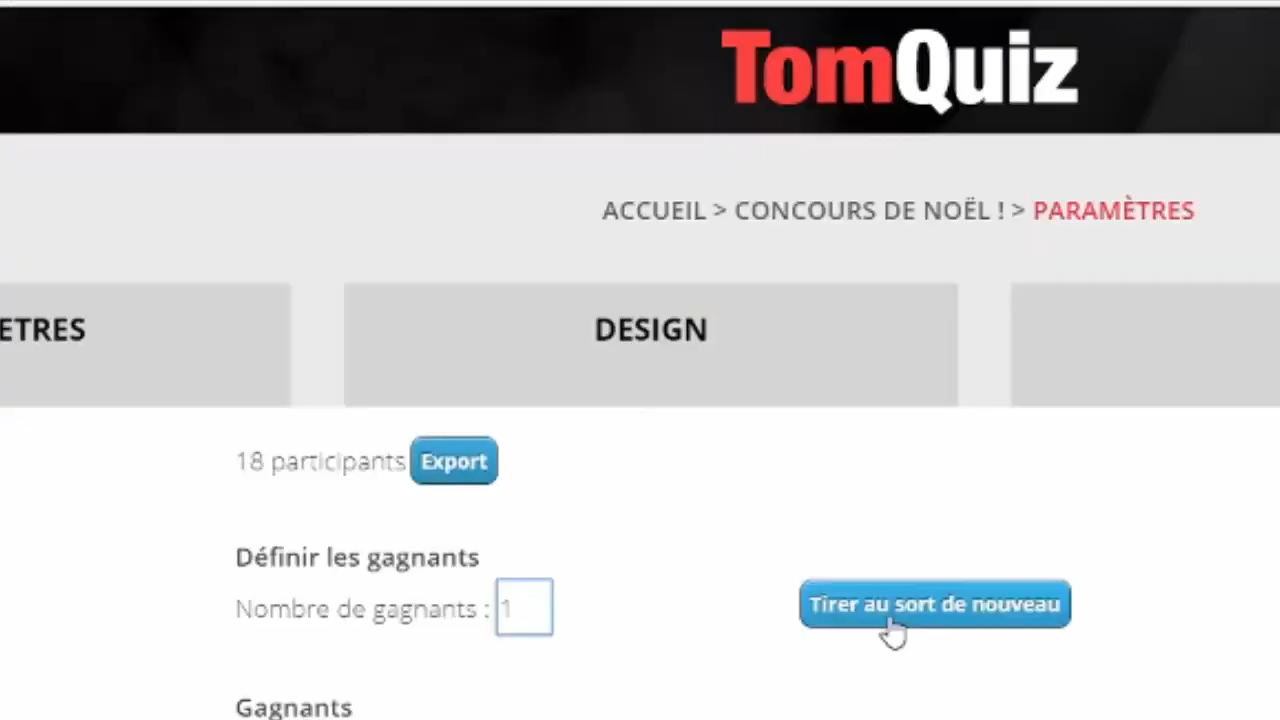 TomQuiz
ACCUEIL > CONCOURS DE NOËL ! > PARAMÈTRES
ETRES
DESIGN
18 participants Export
Définir les gagnants
Nombre de gagnants : 1
Tirer au sort de nouveau
Gagnants